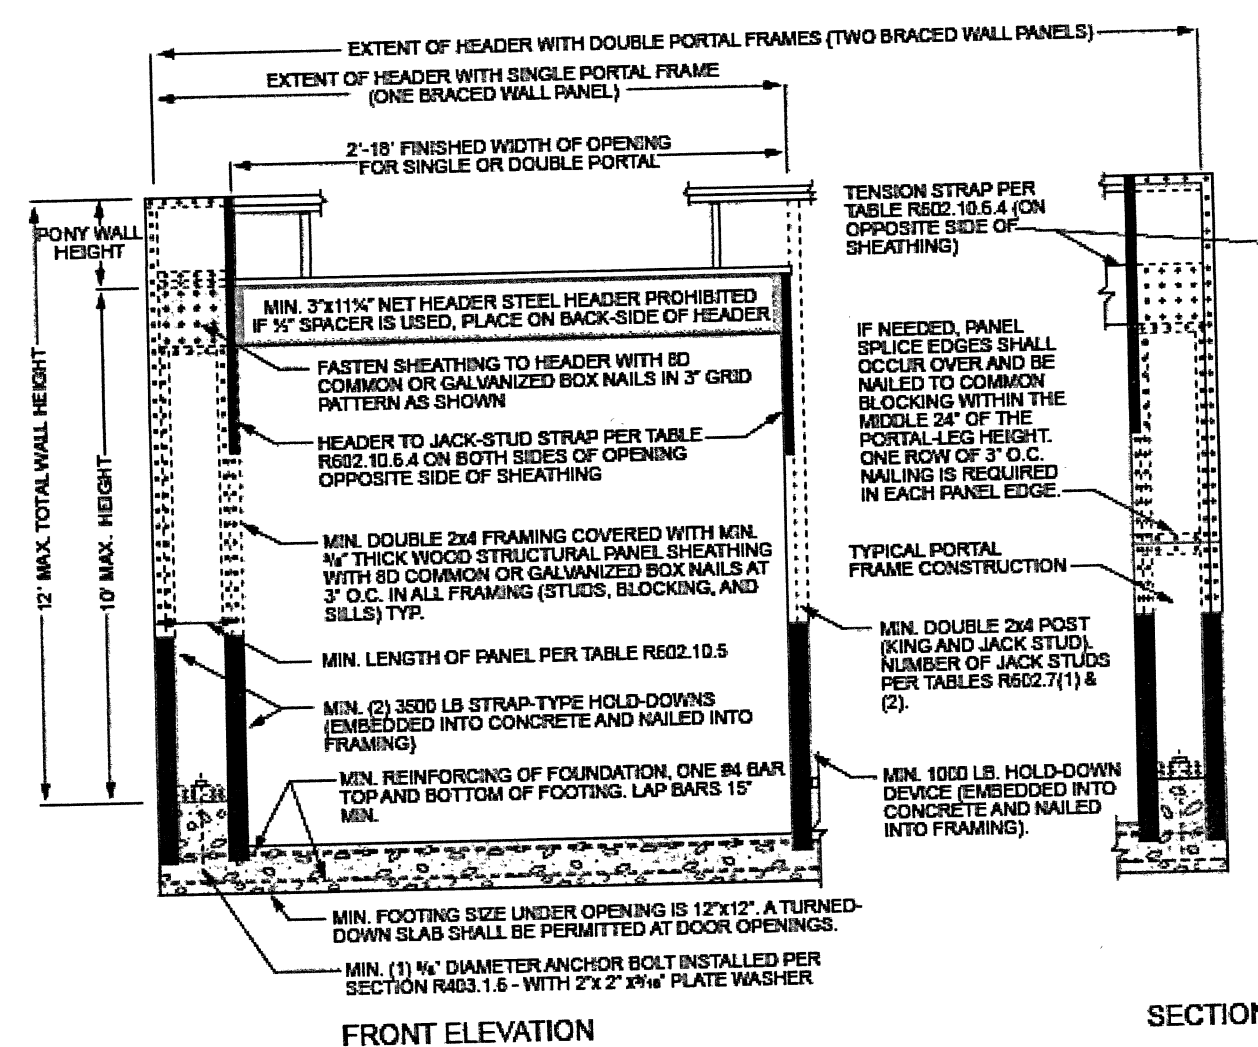 EXTENT OF HEADER WITH DOUBLE PORTAL FRAMES (TWO BRACED WALL PANELS)
EXTENT OF HEADER WITH SINGLE PORTAL FRAME
(ONE BRACED WALL PANEL)
2'-18' FINISHED WIDTH OF OPENING
FOR SINGLE OR DOUBLE PORTAL
PONY WALL
HEIGHT
12' MAX. TOTAL WALL HEIGHT
10' MAX. HEIGHT
MIN. 3"x11¼" NET HEADER STEEL HEADER PROHIBITED
IF ½" SPACER IS USED, PLACE ON BACK-SIDE OF HEADER
FASTEN SHEATHING TO HEADER WITH 8D
COMMON OR GALVANIZED BOX NAILS IN 3" GRID
PATTERN AS SHOWN
HEADER TO JACK-STUD STRAP PER TABLE
R602.10.6.4 ON BOTH SIDES OF OPENING
OPPOSITE SIDE OF SHEATHING
MIN. DOUBLE 2x4 FRAMING COVERED WITH MIN.
⅜" THICK WOOD STRUCTURAL PANEL SHEATHING
WITH 8D COMMON OR GALVANIZED BOX NAILS AT
3" O.C. IN ALL FRAMING (STUDS, BLOCKING, AND
SILLS) TYP.
MIN. LENGTH OF PANEL PER TABLE R602.10.5
MIN. (2) 3500 LB STRAP-TYPE HOLD-DOWNS
(EMBEDDED INTO CONCRETE AND NAILED INTO
FRAMING)
MIN. REINFORCING OF FOUNDATION, ONE #4 BAR
TOP AND BOTTOM OF FOOTING. LAP BARS 15"
MIN.
MIN. FOOTING SIZE UNDER OPENING IS 12"x12". A TURNED-
DOWN SLAB SHALL BE PERMITTED AT DOOR OPENINGS.
MIN. (1) ⅝" DIAMETER ANCHOR BOLT INSTALLED PER
SECTION R403.1.6 - WITH 2"x 2" x³⁄₁₆" PLATE WASHER
FRONT ELEVATION
TENSION STRAP PER
TABLE R602.10.6.4 (ON
OPPOSITE SIDE OF
SHEATHING)
IF NEEDED, PANEL
SPLICE EDGES SHALL
OCCUR OVER AND BE
NAILED TO COMMON
BLOCKING WITHIN THE
MIDDLE 24" OF THE
PORTAL-LEG HEIGHT.
ONE ROW OF 3" O.C.
NAILING IS REQUIRED
IN EACH PANEL EDGE.
TYPICAL PORTAL
FRAME CONSTRUCTION
MIN. DOUBLE 2x4 POST
(KING AND JACK STUD).
NUMBER OF JACK STUDS
PER TABLES R502.7(1) &
(2).
MIN. 1000 LB. HOLD-DOWN
DEVICE (EMBEDDED INTO
CONCRETE AND NAILED
INTO FRAMING).
SECTION